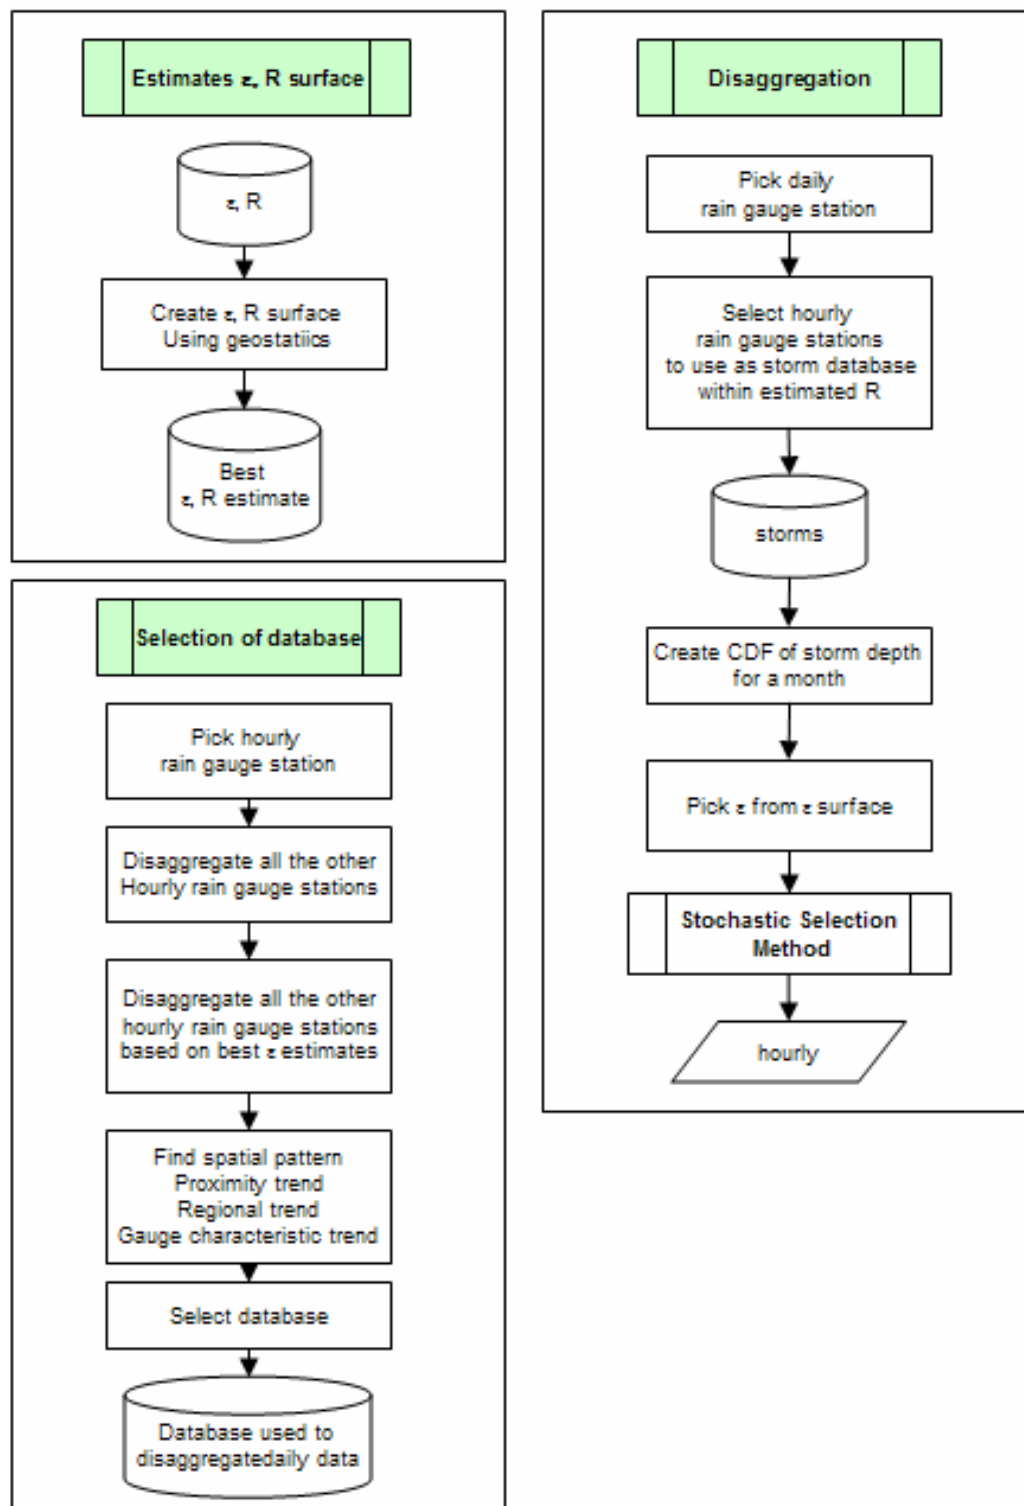 Estimates ε, R surface
ε, R
Create ε, R surface
Using geostatiics
Best
ε, R estimate
Selection of database
Pick hourly
rain gauge station
Disaggregate all the other
Hourly rain gauge stations
Disaggregate all the other
hourly rain gauge stations
based on best ε estimates
Find spatial pattern
Proximity trend
Regional trend
Gauge characteristic trend
Select database
Database used to
disaggregatedaily data
Disaggregation
Pick daily
rain gauge station
Select hourly
rain gauge stations
to use as storm database
within estimated R
storms
Create CDF of storm depth
for a month
Pick ε from ε surface
Stochastic Selection
Method
hourly